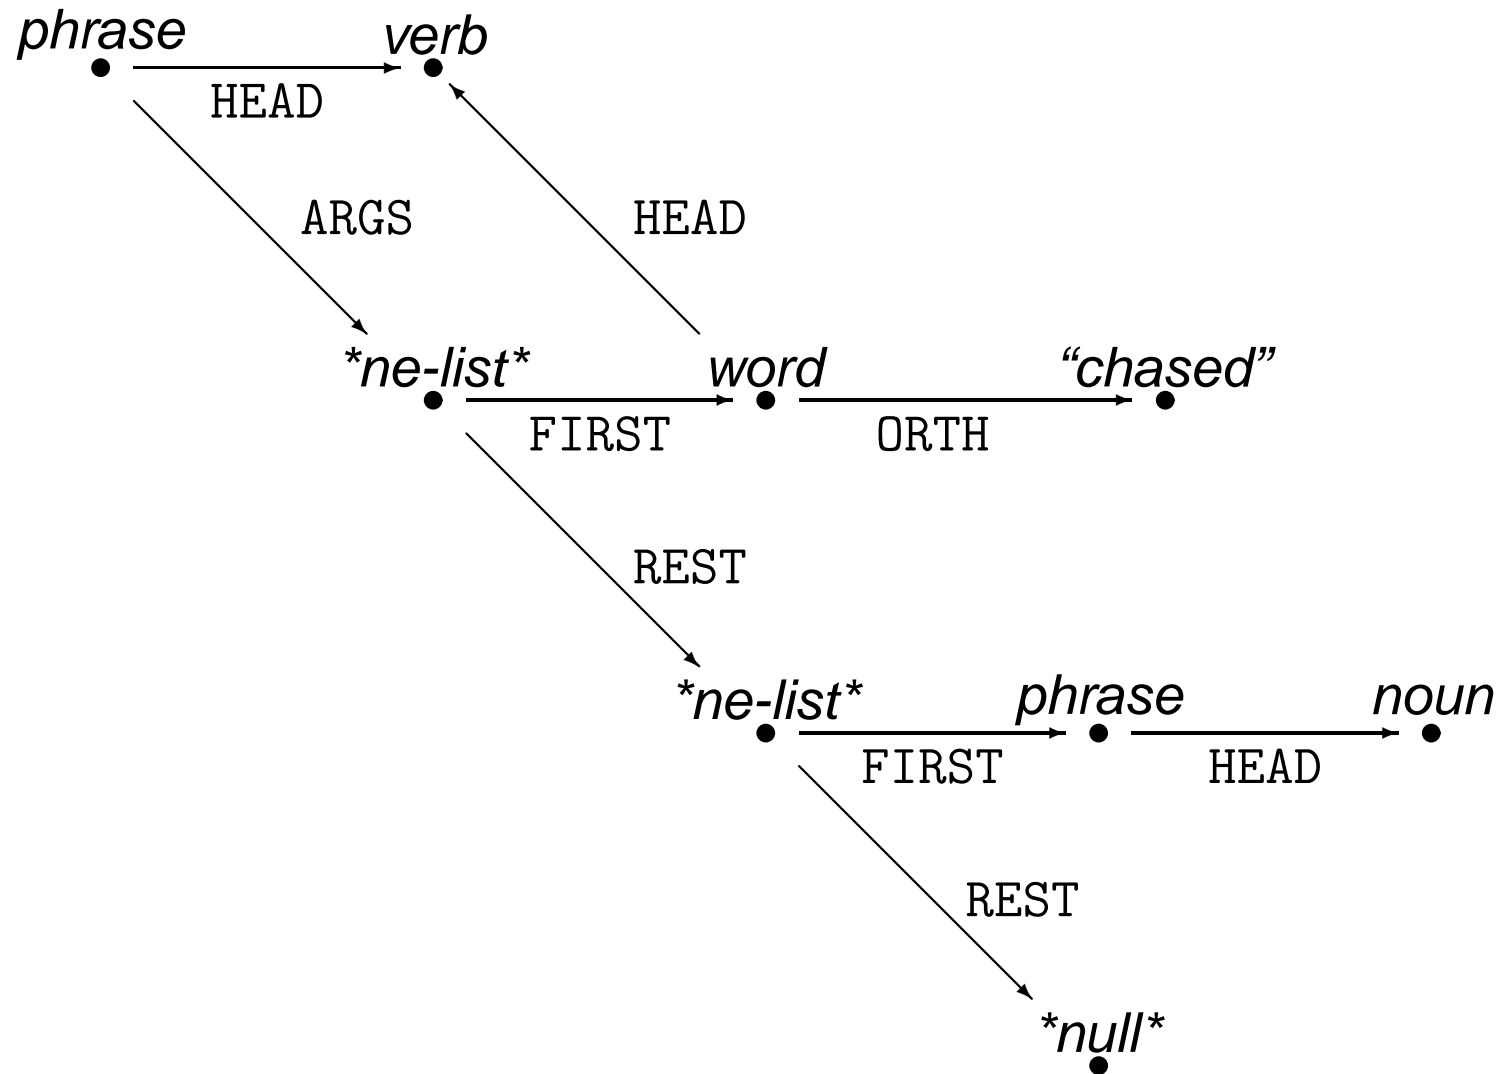 phrase
verb
HEAD
ARGS
HEAD
*ne-list*
word
“chased”
FIRST
ORTH
REST
*ne-list*
phrase
noun
FIRST
HEAD
REST
*null*